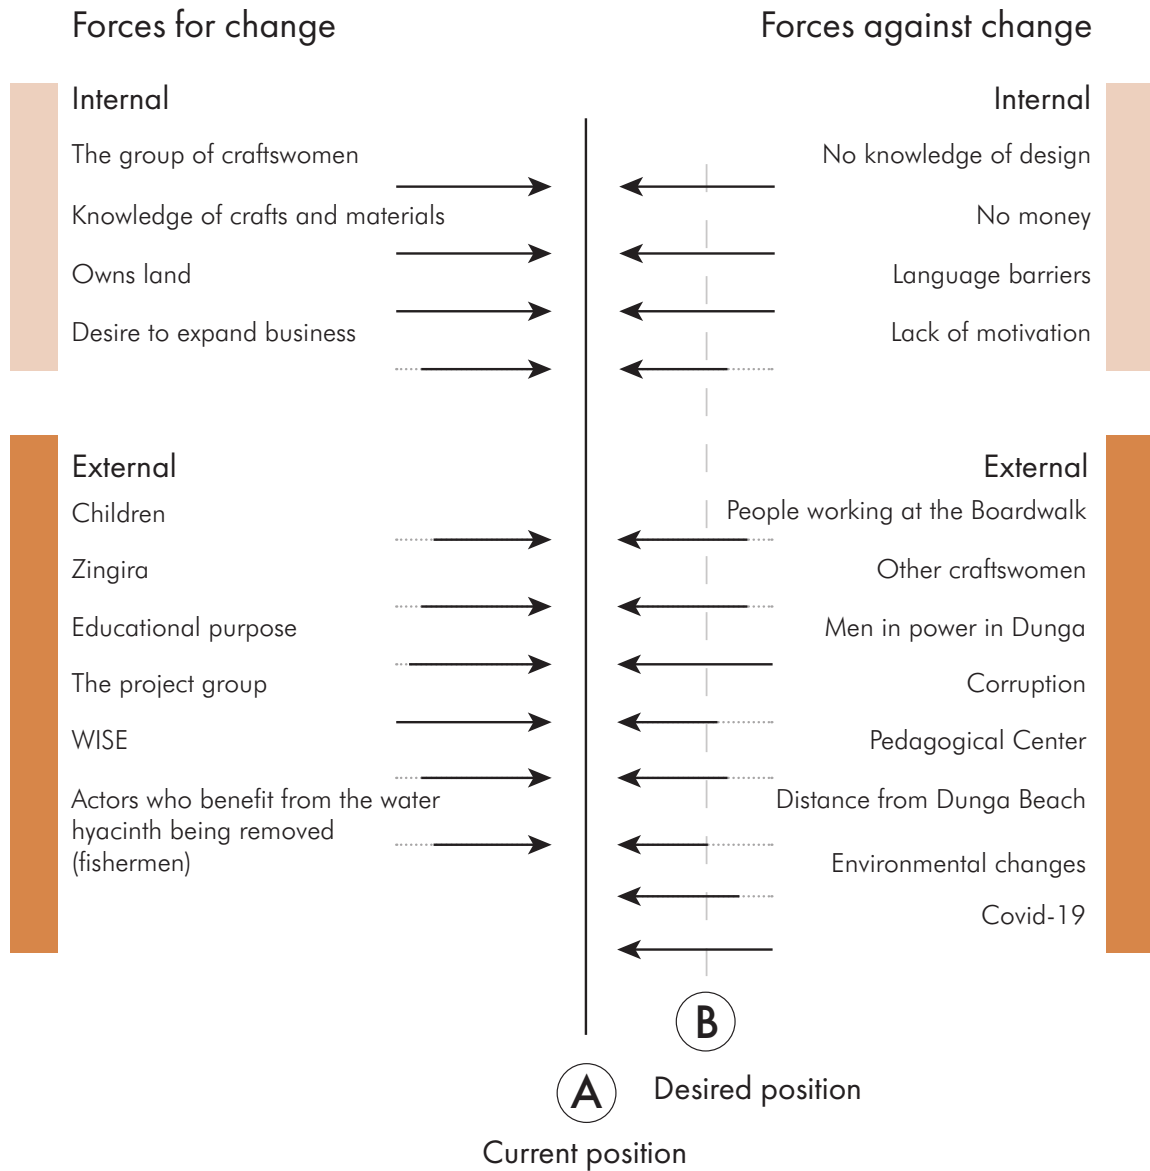 Forces for change
Forces against change
Internal
The group of craftswomen
Knowledge of crafts and materials
Owns land
Desire to expand business
Internal
No knowledge of design
No money
Language barriers
Lack of motivation
External
Children
Zingira
Educational purpose
The project group
WISE
Actors who benefit from the water
hyacinth being removed
(fishermen)
External
People working at the Boardwalk
Other craftswomen
Men in power in Dunga
Corruption
Pedagogical Center
Distance from Dunga Beach
Environmental changes
Covid-19
B
Desired position
A
Current position